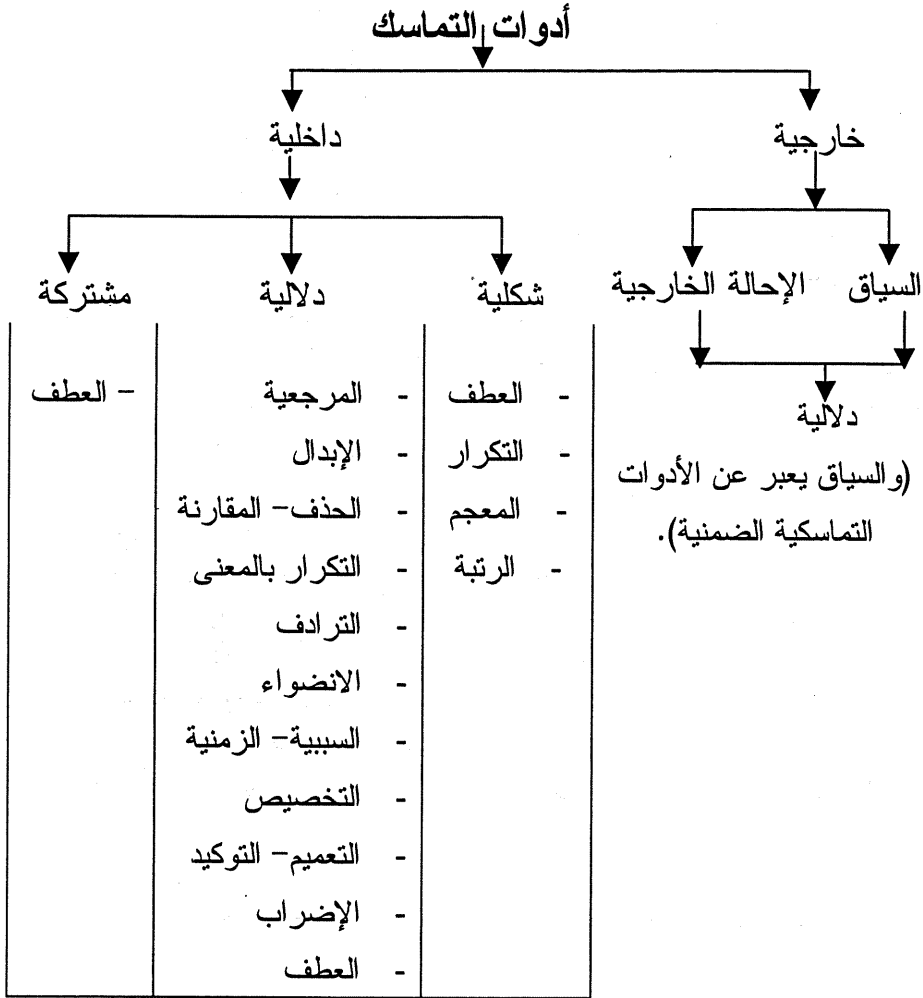 أدوات التماسك
خارجية
داخلية
السياق
الإحالة الخارجية
دلالية
(والسياق يعبر عن الأدوات
التماسكية الضمنية).
شكلية
- العطف
- التكرار
- المعجم
- الرتبة
دلالية
- المرجعية
- الإبدال
- الحذف – المقارنة
- التكرار بالمعنى
- الترادف
- الانضواء
- السببية – الزمنية
- التخصيص
- التعميم – التوكيد
- الإضراب
- العطف
مشتركة
– العطف